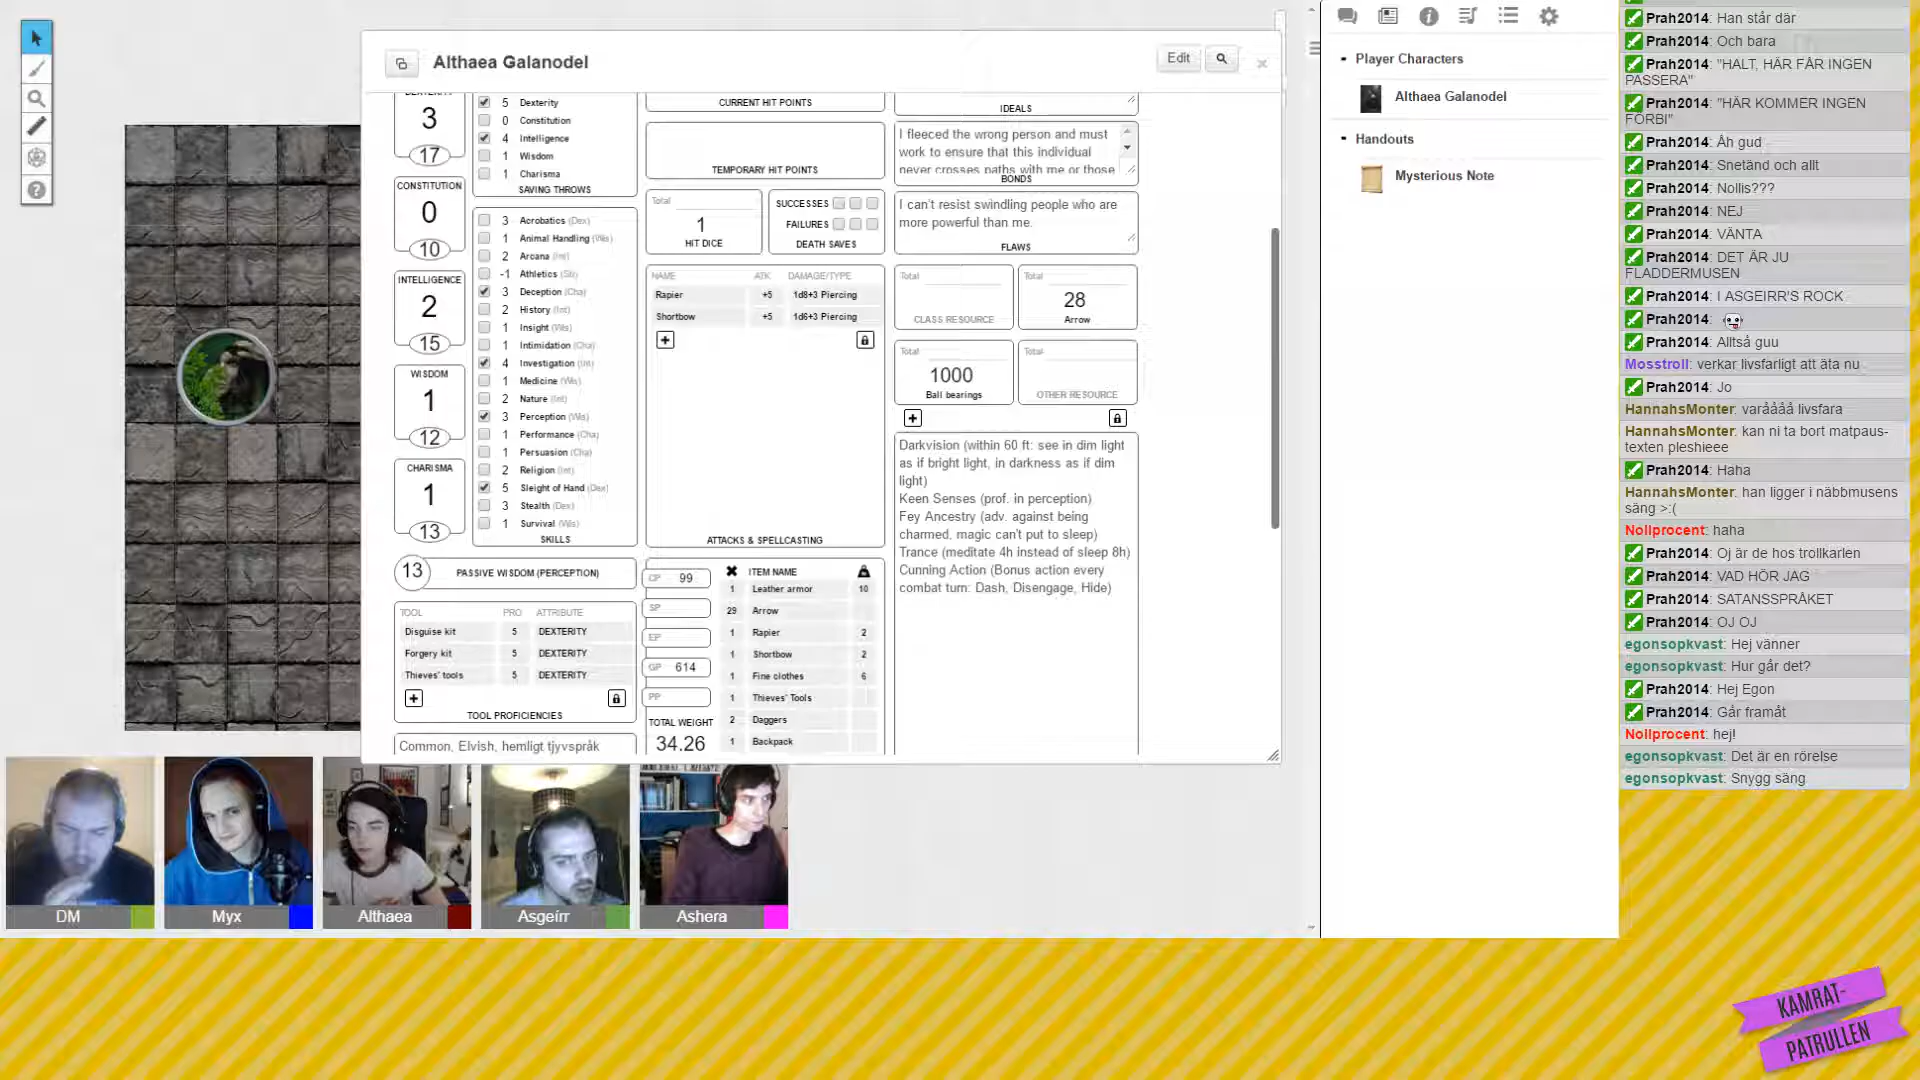 Althaea Galanodel
Edit
DEXTERITY
3
17
CONSTITUTION
0
10
INTELLIGENCE
2
15
WISDOM
1
12
CHARISMA
1
13
5 Dexterity
0 Constitution
4 Intelligence
1 Wisdom
1 Charisma
SAVING THROWS
3 Acrobatics (Dex)
1 Animal Handling (Wis)
2 Arcana (Int)
-1 Athletics (Str)
3 Deception (Cha)
2 History (Int)
1 Insight (Wis)
1 Intimidation (Cha)
4 Investigation (Int)
1 Medicine (Wis)
2 Nature (Int)
3 Perception (Wis)
1 Performance (Cha)
1 Persuasion (Cha)
2 Religion (Int)
5 Sleight of Hand (Dex)
3 Stealth (Dex)
1 Survival (Wis)
SKILLS
13 PASSIVE WISDOM (PERCEPTION)
TOOL PRO ATTRIBUTE
Disguise kit 5 DEXTERITY
Forgery kit 5 DEXTERITY
Thieves' tools 5 DEXTERITY
TOOL PROFICIENCIES
Common, Elvish, hemligt tjyvspråk
CURRENT HIT POINTS
TEMPORARY HIT POINTS
Total
1
HIT DICE
SUCCESSES
FAILURES
DEATH SAVES
NAME ATK DAMAGE/TYPE
Rapier +5 1d8+3 Piercing
Shortbow +5 1d6+3 Piercing
ATTACKS & SPELLCASTING
CP 99
SP
EP
GP 614
PP
TOTAL WEIGHT
34.26
ITEM NAME
1 Leather armor 10
29 Arrow
1 Rapier 2
1 Shortbow 2
1 Fine clothes 6
1 Thieves' Tools
2 Daggers
1 Backpack
IDEALS
I fleeced the wrong person and must
work to ensure that this individual
never crosses paths with me or those
BONDS
I can't resist swindling people who are
more powerful than me.
FLAWS
Total
CLASS RESOURCE
Total
28
Arrow
Total
1000
Ball bearings
Total
OTHER RESOURCE
Darkvision (within 60 ft: see in dim light
as if bright light, in darkness as if dim
light)
Keen Senses (prof. in perception)
Fey Ancestry (adv. against being
charmed, magic can't put to sleep)
Trance (meditate 4h instead of sleep 8h)
Cunning Action (Bonus action every
combat turn: Dash, Disengage, Hide)
Player Characters
Althaea Galanodel
Handouts
Mysterious Note
Prah2014: Han står där
Prah2014: Och bara
Prah2014: "HALT, HÄR FÅR INGEN
PASSERA"
Prah2014: "HÄR KOMMER INGEN
FÖRBI"
Prah2014: Åh gud
Prah2014: Snetänd och allt
Prah2014: Nollis???
Prah2014: NEJ
Prah2014: VÄNTA
Prah2014: DET ÄR JU
FLADDERMUSEN
Prah2014: I ASGEIRR'S ROCK
Prah2014:
Prah2014: Alltså guu
Mosstroll: verkar livsfarligt att äta nu
Prah2014: Jo
HannahsMonter: varåååå livsfara
HannahsMonter: kan ni ta bort matpaus-
texten pleshieee
Prah2014: Haha
HannahsMonter: han ligger i näbbmusens
säng >:(
Nollprocent: haha
Prah2014: Oj är de hos trollkarlen
Prah2014: VAD HÖR JAG
Prah2014: SATANSSPRÅKET
Prah2014: OJ OJ
egonsopkvast: Hej vänner
egonsopkvast: Hur går det?
Prah2014: Hej Egon
Prah2014: Går framåt
Nollprocent: hej!
egonsopkvast: Det är en rörelse
egonsopkvast: Snygg säng
DM
Myx
Althaea
Asgeirr
Ashera
KAMRAT-
PATRULLEN